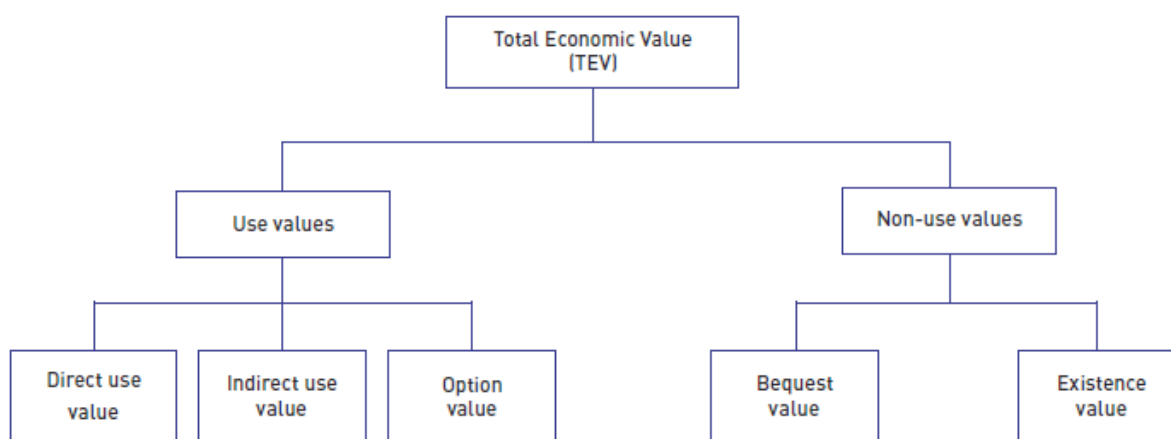 Total Economic Value
(TEV)
Use values
Non-use values
Direct use
value
Indirect use
value
Option
value
Bequest
value
Existence
value